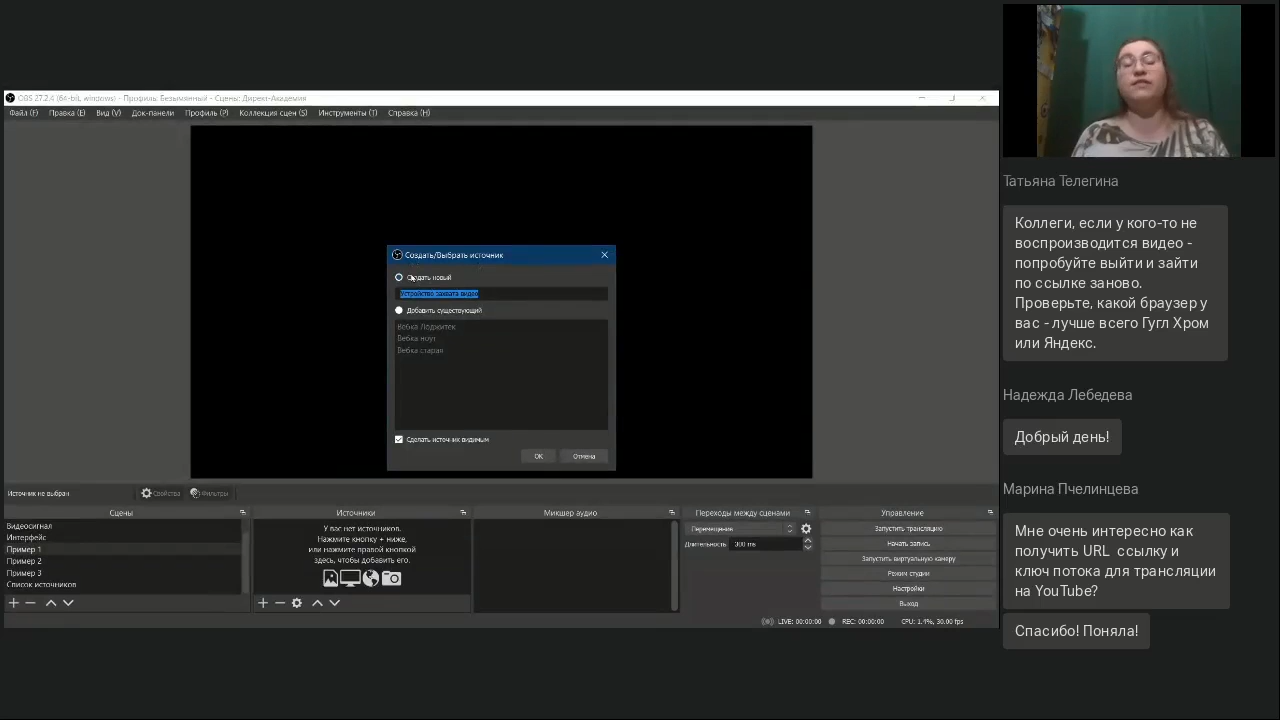 OBS 27.2.4 (64-bit, windows) - Профиль: Безымянный - Сцены: Директ-Академия
Файл (F) Правка (E) Вид (V) Док-панели Профиль (P) Коллекция сцен (S) Инструменты (T) Справка (H)
Создать/Выбрать источник
Создать новый
Устройство захвата видео
Добавить существующий
Вебка Лоджитек
Вебка ноут
Вебка старая
Сделать источник видимым
OK Отмена
Источник не выбран Свойства Фильтры
Сцены
Видеосигнал
Интерфейс
Пример 1
Пример 2
Пример 3
Список источников
Источники
У вас нет источников.
Нажмите кнопку + ниже,
или нажмите правой кнопкой
здесь, чтобы добавить его.
Микшер аудио
Переходы между сценами
Перемещение
Длительность 300 ms
Управление
Запустить трансляцию
Начать запись
Запустить виртуальную камеру
Режим студии
Настройки
Выход
LIVE: 00:00:00 REC: 00:00:00 CPU: 1.4%, 30.00 fps
Татьяна Телегина
Коллеги, если у кого-то не
воспроизводится видео -
попробуйте выйти и зайти
по ссылке заново.
Проверьте, какой браузер у
вас - лучше всего Гугл Хром
или Яндекс.
Надежда Лебедева
Добрый день!
Марина Пчелинцева
Мне очень интересно как
получить URL ссылку и
ключ потока для трансляции
на YouTube?
Спасибо! Поняла!